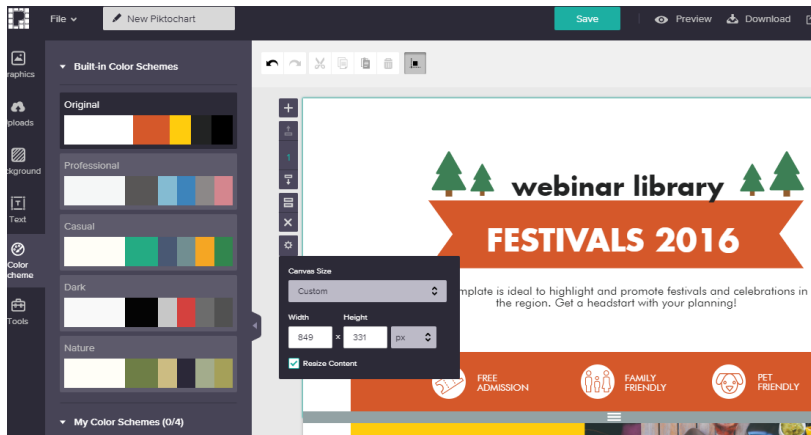 File
New Piktochart
Save
Preview
Download
raphics
ploads
ckground
Text
Color
cheme
Tools
Built-in Color Schemes
Original
Professional
Casual
Dark
Nature
My Color Schemes (0/4)
1
Canvas Size
Custom
Width
Height
849 x 331 px
Resize Content
webinar library
FESTIVALS 2016
mplate is ideal to highlight and promote festivals and celebrations in
the region. Get a headstart with your planning!
FREE
ADMISSION
FAMILY
FRIENDLY
PET
FRIENDLY